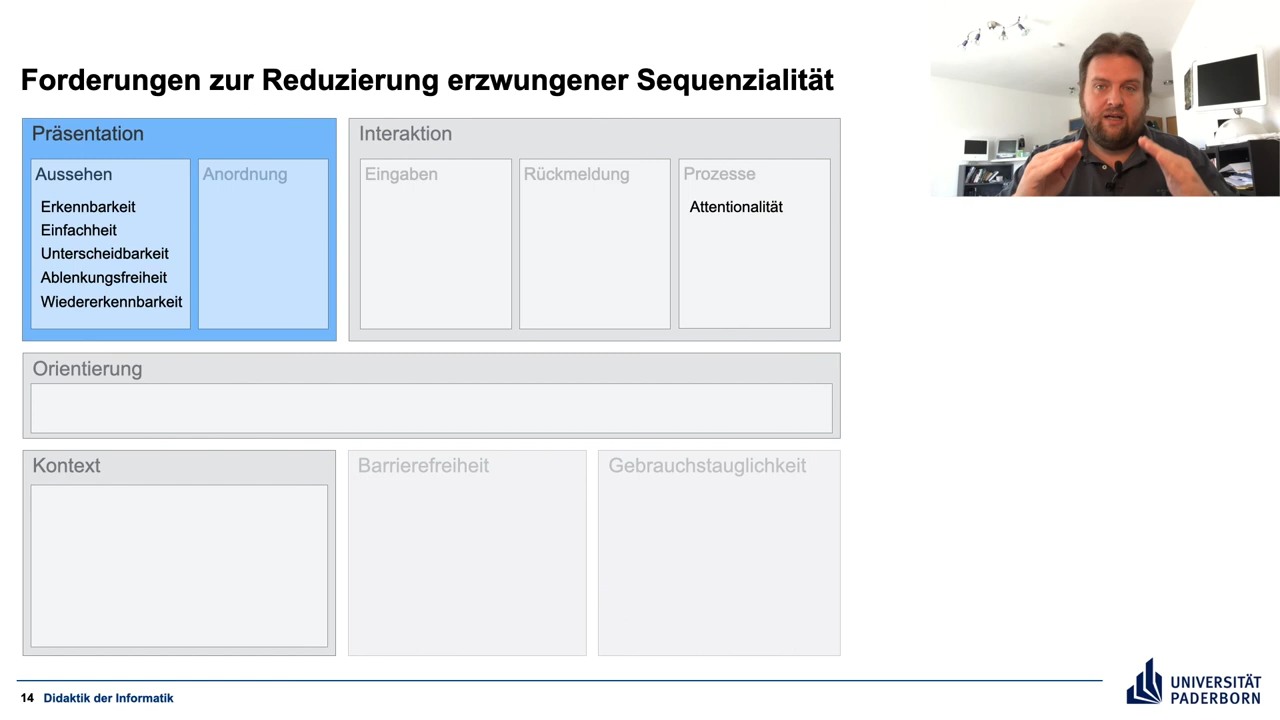 Forderungen zur Reduzierung erzwungener Sequenzialität
Präsentation
Aussehen
Erkennbarkeit
Einfachheit
Unterscheidbarkeit
Ablenkungsfreiheit
Wiedererkennbarkeit
Anordnung
Interaktion
Eingaben
Rückmeldung
Prozesse
Attentionalität
Orientierung
Kontext
Barrierefreiheit
Gebrauchstauglichkeit
14 Didaktik der Informatik
UNIVERSITÄT
PADERBORN